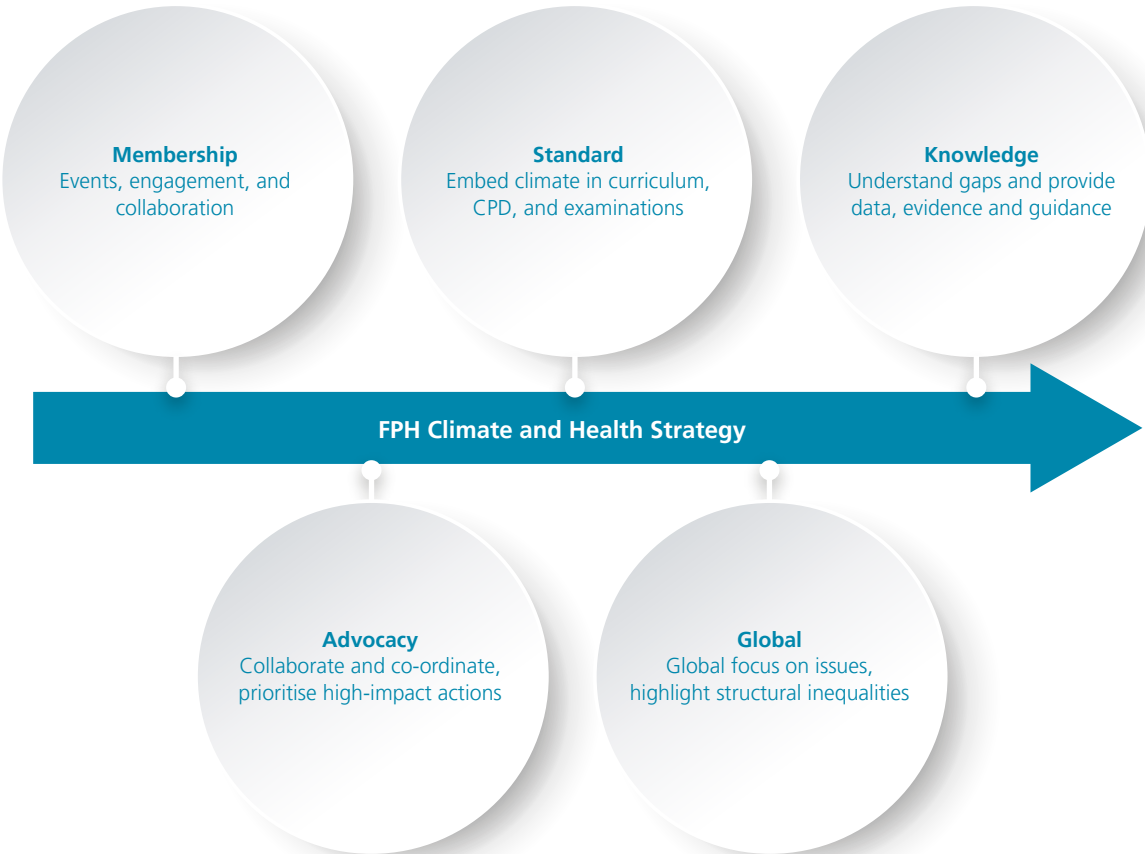 Membership
Events, engagement, and
collaboration
Standard
Embed climate in curriculum,
CPD, and examinations
Knowledge
Understand gaps and provide
data, evidence and guidance
FPH Climate and Health Strategy
Advocacy
Collaborate and co-ordinate,
prioritise high-impact actions
Global
Global focus on issues,
highlight structural inequalities